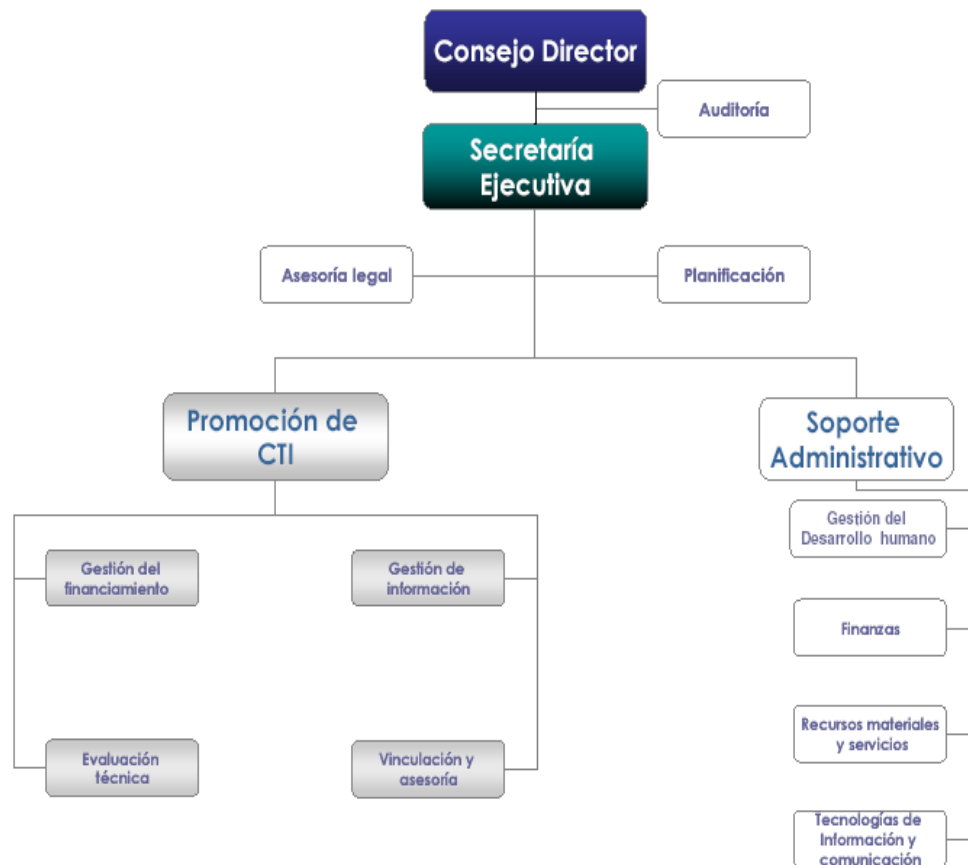 Consejo Director
Auditoría
Secretaría
Ejecutiva
Asesoría legal
Planificación
Promoción de
CTI
Soporte
Administrativo
Gestión del
financiamiento
Gestión de
información
Evaluación
técnica
Vinculación y
asesoría
Gestión del
Desarrollo humano
Finanzas
Recursos materiales
y servicios
Tecnologías de
Información y
comunicación